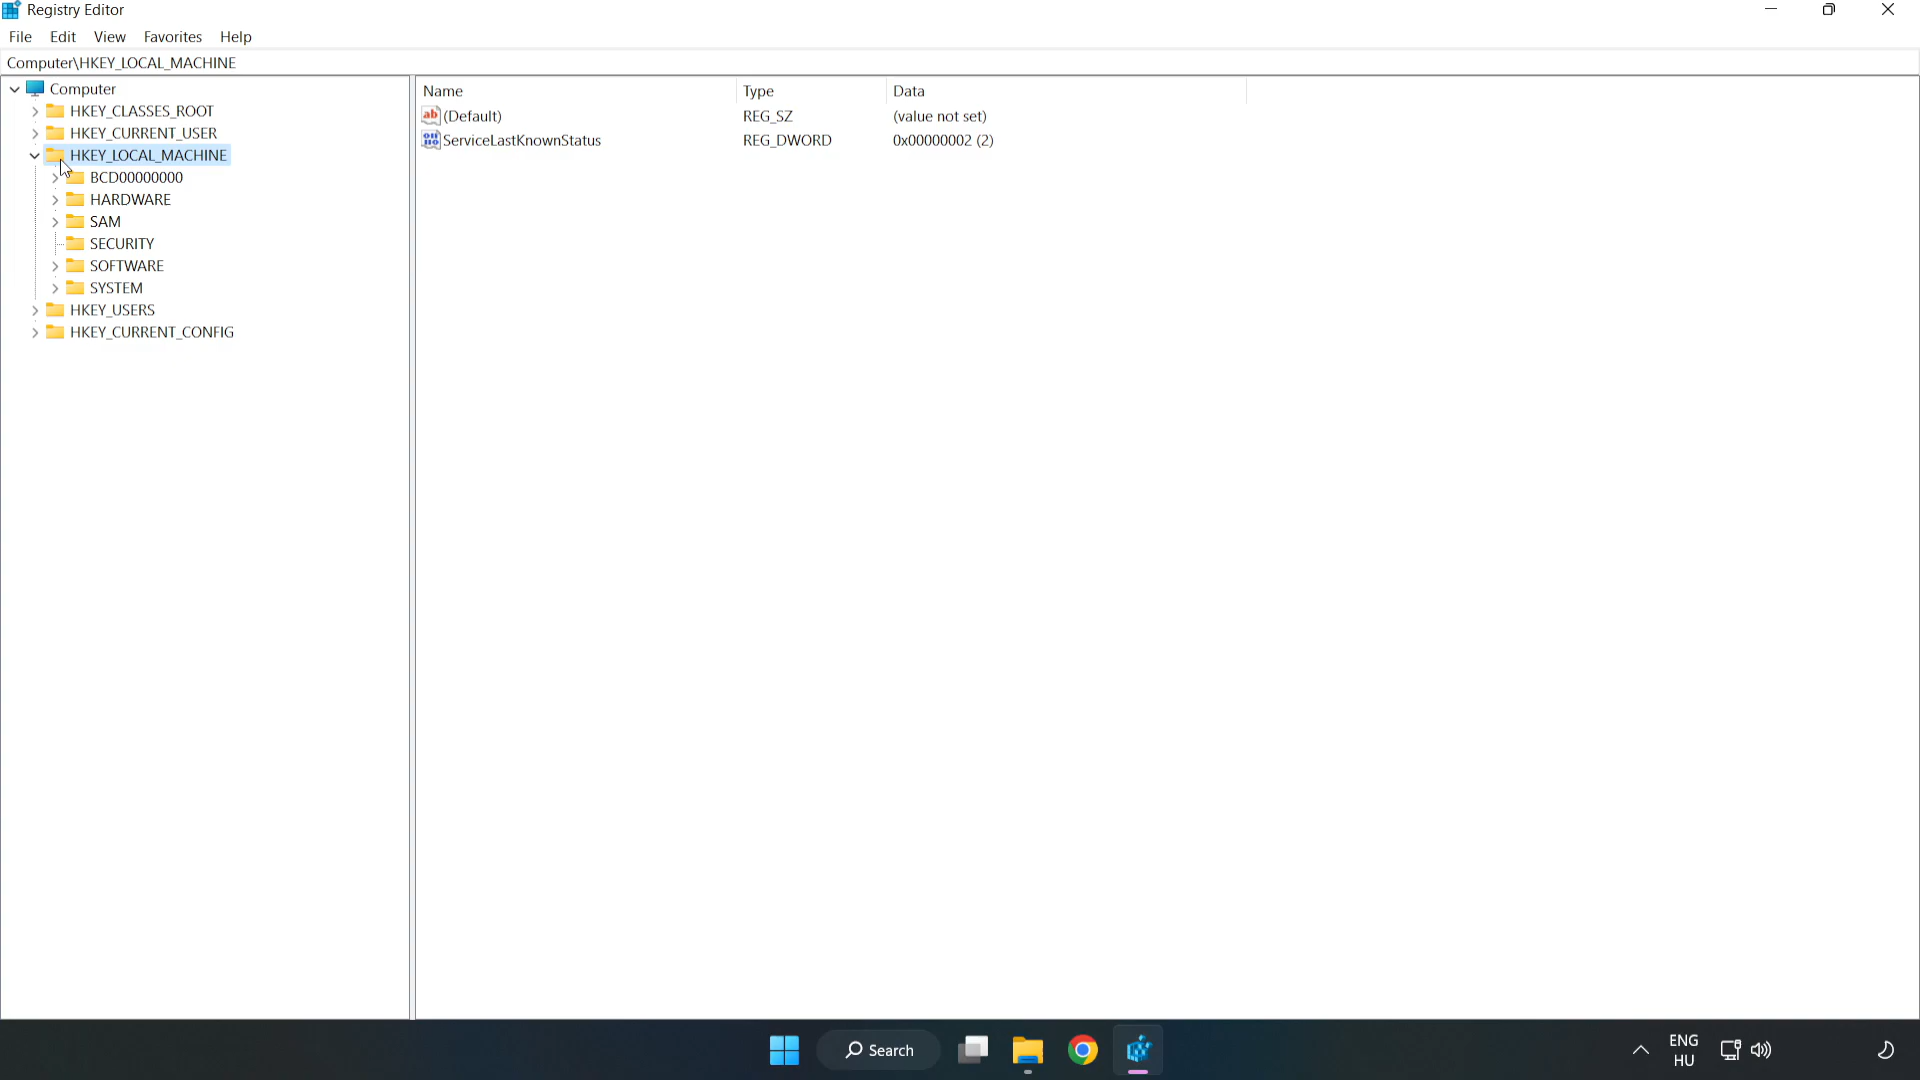 Registry Editor
File Edit View Favorites Help
Computer\HKEY_LOCAL_MACHINE
Computer
HKEY_CLASSES_ROOT
HKEY_CURRENT_USER
HKEY_LOCAL_MACHINE
BCD00000000
HARDWARE
SAM
SECURITY
SOFTWARE
SYSTEM
HKEY_USERS
HKEY_CURRENT_CONFIG
Name Type Data
(Default) REG_SZ (value not set)
ServiceLastKnownStatus REG_DWORD 0x00000002 (2)
Search
ENG
HU